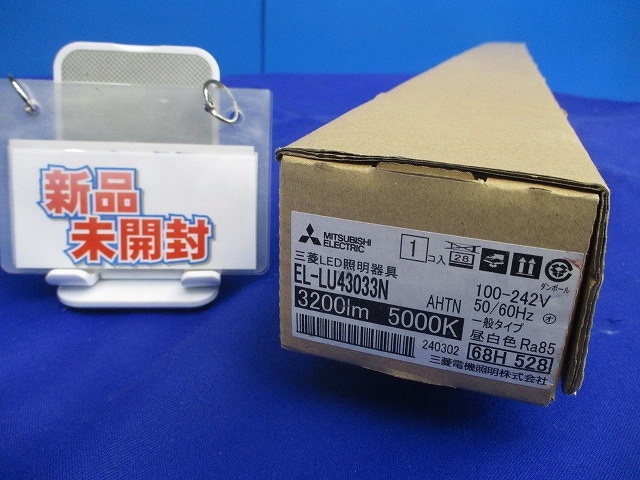 新品
未開封
MITSUBISHI
ELECTRIC
1コ入
28
ダンボール
三菱LED照明器具
EL-LU43033N
AHTN
3200lm 5000K
240302
100-242V
50/60Hz
一般タイプ
昼白色 Ra85
68H 528
三菱電機照明株式会社